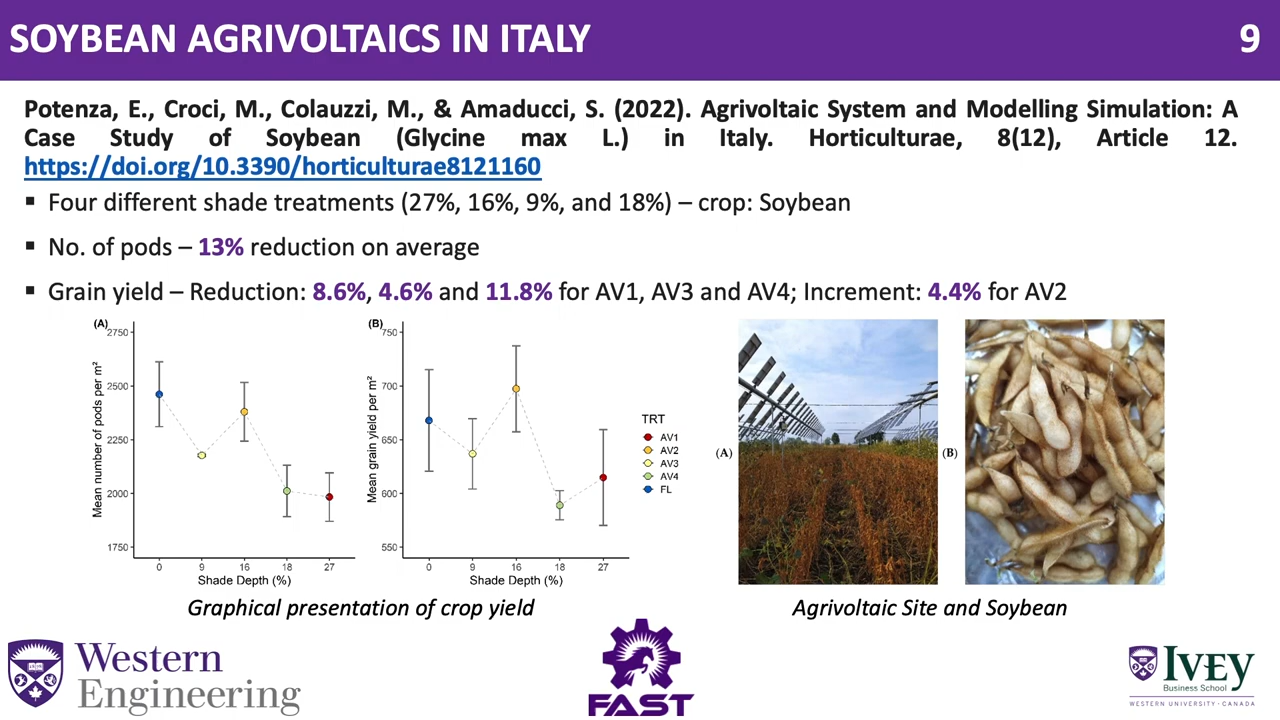 SOYBEAN AGRIVOLTAICS IN ITALY
9
Potenza, E., Croci, M., Colauzzi, M., & Amaducci, S. (2022). Agrivoltaic System and Modelling Simulation: A
Case Study of Soybean (Glycine max L.) in Italy. Horticulturae, 8(12), Article 12.
https://doi.org/10.3390/horticulturae8121160
▪ Four different shade treatments (27%, 16%, 9%, and 18%) – crop: Soybean
▪ No. of pods – 13% reduction on average
▪ Grain yield – Reduction: 8.6%, 4.6% and 11.8% for AV1, AV3 and AV4; Increment: 4.4% for AV2
(A)
2750
2500
2250
2000
1750
Mean number of pods per m²
0 9 16 18 27
Shade Depth (%)
(B)
750
700
650
600
550
Mean grain yield per m²
0 9 16 18 27
Shade Depth (%)
TRT
AV1
AV2
AV3
AV4
FL
(A)
(B)
Graphical presentation of crop yield
Agrivoltaic Site and Soybean
Western
Engineering
FAST
IVEY
Business School
WESTERN UNIVERSITY · CANADA